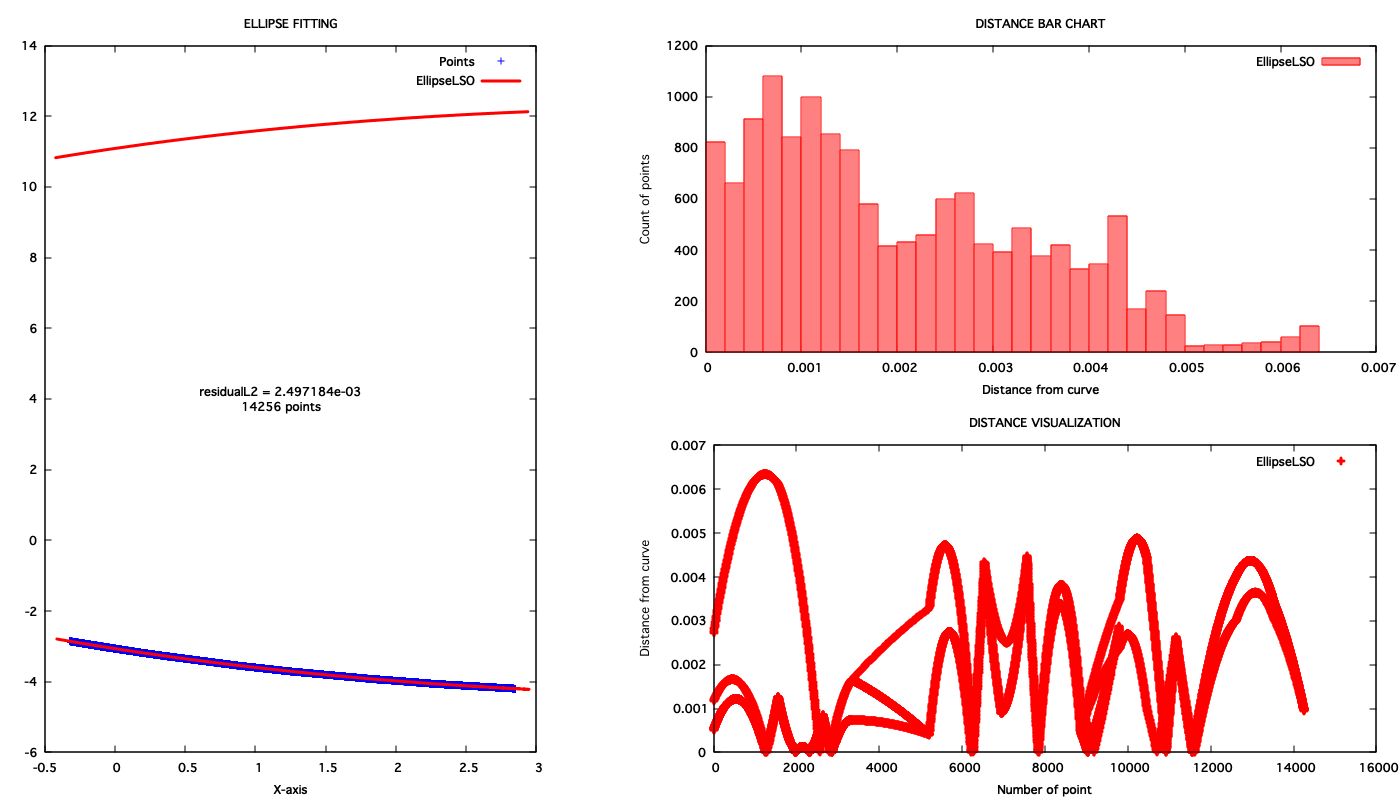 ELLIPSE FITTING
14
12
10
8
6
4
2
0
-2
-4
-6
Points
EllipseLSO
residualL2 = 2.497184e-03
14256 points
-0.5 0 0.5 1 1.5 2 2.5 3
X-axis
DISTANCE BAR CHART
1200
1000
800
600
400
200
0
Count of points
EllipseLSO
0 0.001 0.002 0.003 0.004 0.005 0.006 0.007
Distance from curve
DISTANCE VISUALIZATION
0.007
0.006
0.005
0.004
0.003
0.002
0.001
0
Distance from curve
EllipseLSO
0 2000 4000 6000 8000 10000 12000 14000 16000
Number of point